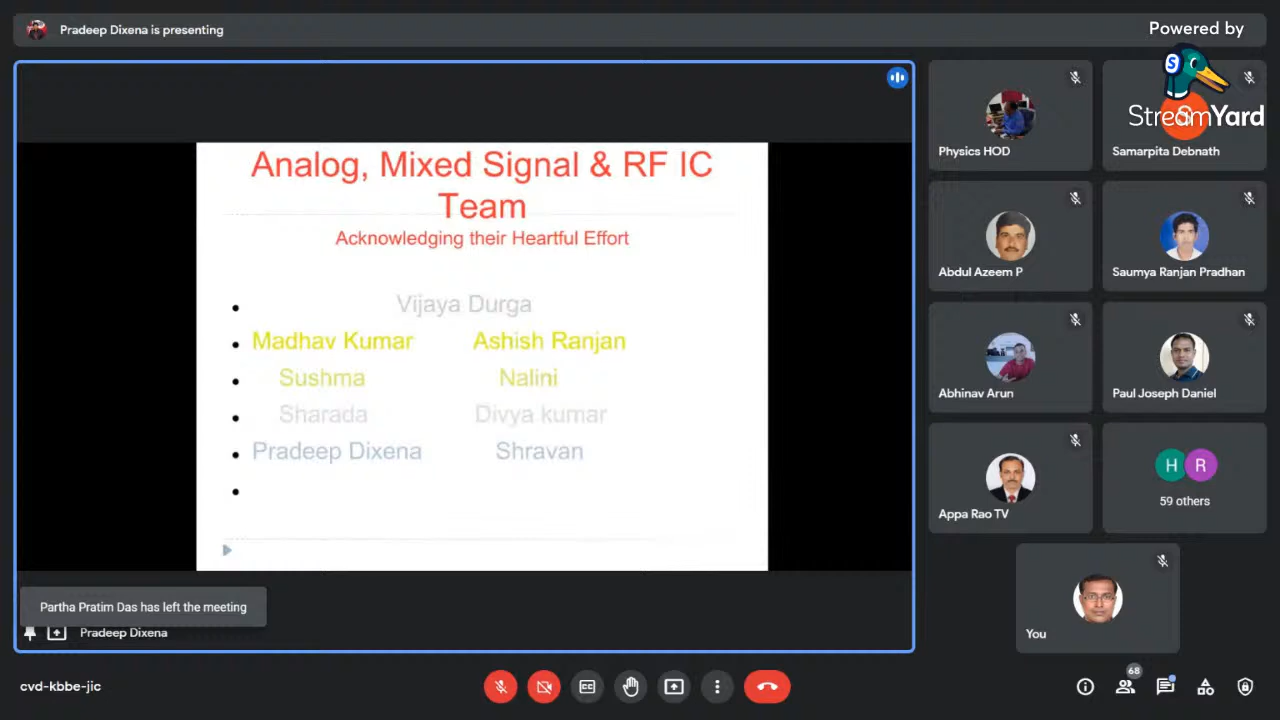 Pradeep Dixena is presenting
Powered by
StreamYard
S
S
Analog, Mixed Signal & RF IC
Team
Acknowledging their Heartful Effort
Vijaya Durga
Madhav Kumar Ashish Ranjan
Sushma Nalini
Sharada Divya kumar
Pradeep Dixena Shravan
Physics HOD
Samarpita Debnath
Abdul Azeem P
Saumya Ranjan Pradhan
Abhinav Arun
Paul Joseph Daniel
Appa Rao TV
H R
59 others
You
Partha Pratim Das has left the meeting
Pradeep Dixena
cvd-kbbe-jic
CC
68